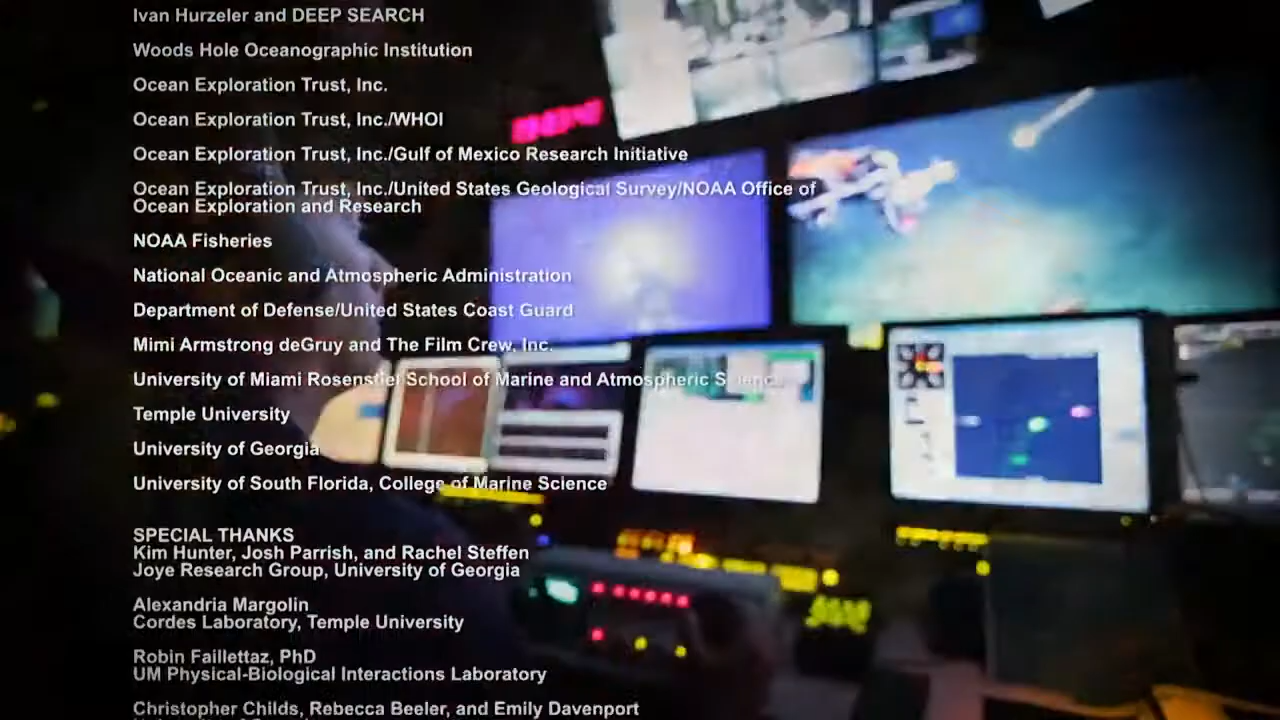 Ivan Hurzeler and DEEP SEARCH
Woods Hole Oceanographic Institution
Ocean Exploration Trust, Inc.
Ocean Exploration Trust, Inc./WHOI
Ocean Exploration Trust, Inc./Gulf of Mexico Research Initiative
Ocean Exploration Trust, Inc./United States Geological Survey/NOAA Office of
Ocean Exploration and Research
NOAA Fisheries
National Oceanic and Atmospheric Administration
Department of Defense/United States Coast Guard
Mimi Armstrong deGruy and The Film Crew, Inc.
University of Miami Rosenstiel School of Marine and Atmospheric Science
Temple University
University of Georgia
University of South Florida, College of Marine Science
SPECIAL THANKS
Kim Hunter, Josh Parrish, and Rachel Steffen
Joye Research Group, University of Georgia
Alexandria Margolin
Cordes Laboratory, Temple University
Robin Faillettaz, PhD
UM Physical-Biological Interactions Laboratory
Christopher Childs, Rebecca Beeler, and Emily Davenport